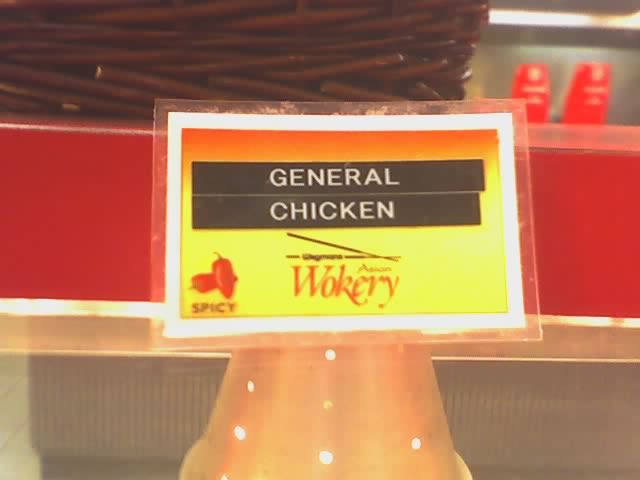 GENERAL
CHICKEN
Wegmans
Asian
Wokery
SPICY